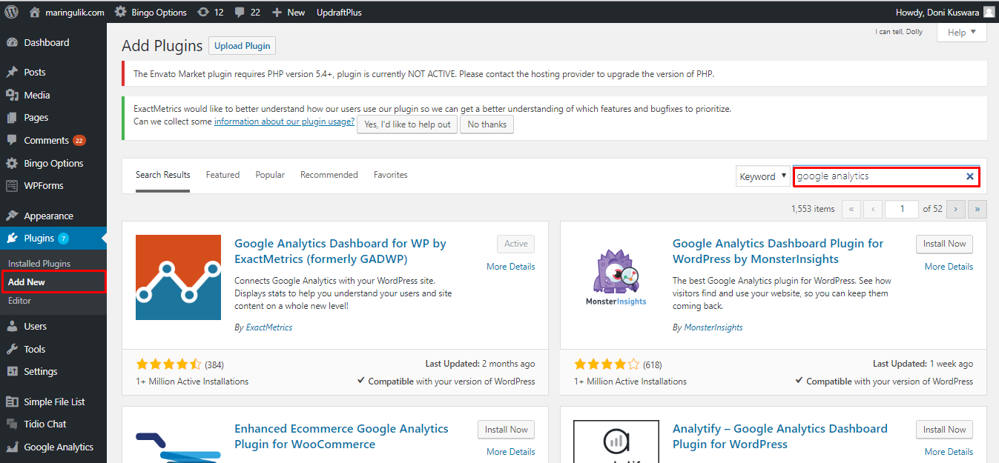 maringulik.com Bingo Options 12 22 New UpdraftPlus Howdy, Doni Kuswara
Dashboard
Posts
Media
Pages
Comments 22
Bingo Options
WPForms
Appearance
Plugins 7
Installed Plugins
Add New
Editor
Users
Tools
Settings
Simple File List
Tidio Chat
Google Analytics
I can tell, Dolly
Help ▼
Add Plugins Upload Plugin
The Envato Market plugin requires PHP version 5.4+, plugin is currently NOT ACTIVE. Please contact the hosting provider to upgrade the version of PHP.
ExactMetrics would like to better understand how our users use our plugin so we can get a better understanding of which features and bugfixes to prioritize.
Can we collect some information about our plugin usage? Yes, I'd like to help out No thanks
Search Results Featured Popular Recommended Favorites Keyword ▼ google analytics ×
1,553 items « ‹ 1 of 52 › »
Google Analytics Dashboard for WP by
ExactMetrics (formerly GADWP)
Active
More Details
Connects Google Analytics with your WordPress site.
Displays stats to help you understand your users and site
content on a whole new level!
By ExactMetrics
(384)
Last Updated: 2 months ago
1+ Million Active Installations
✔ Compatible with your version of WordPress
MonsterInsights
Google Analytics Dashboard Plugin for
WordPress by MonsterInsights
Install Now
More Details
The best Google Analytics plugin for WordPress. See how
visitors find and use your website, so you can keep them
coming back.
By MonsterInsights
(618)
Last Updated: 1 week ago
1+ Million Active Installations
✔ Compatible with your version of WordPress
Enhanced Ecommerce Google Analytics
Plugin for WooCommerce
Install Now
More Details
Analytify – Google Analytics Dashboard
Plugin for WordPress
Install Now
More Details